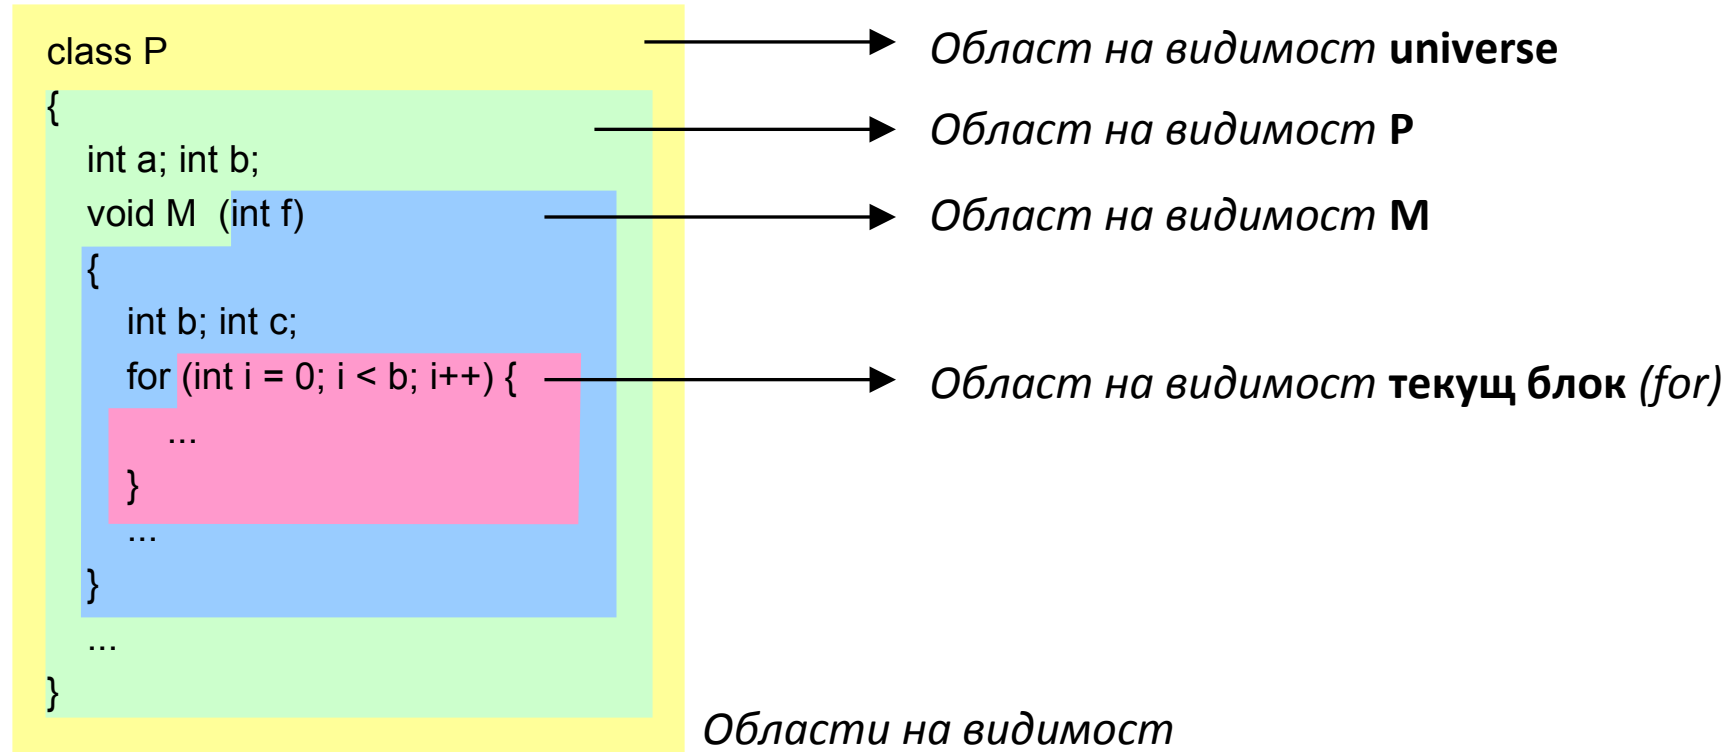 class P Област на видимост universe
{
Област на видимост P
int a; int b;
void M (int f) Област на видимост M
{
int b; int c;
for (int i = 0; i < b; i++) { Област на видимост текущ блок (for)
...
}
...
}
...
}
Области на видимост